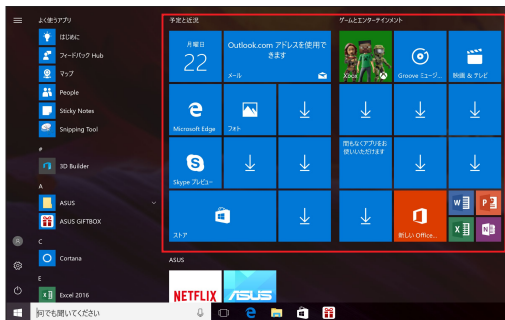 よく使うアプリ
はじめに
フィードバック Hub
マップ
People
Sticky Notes
Snipping Tool
#
3D Builder
A
ASUS
ASUS GIFTBOX
C
Cortana
E
Excel 2016
何でも聞いてください
予定と近況
月曜日
22
Outlook.com アドレスを使用で
きます
メール
Microsoft Edge
フォト
Skype プレビュー
ストア
ゲームとエンターテインメント
Xbox
Groove ミュージ...
映画 & テレビ
間もなくアプリをお
使いいただけます
新しい Office...
ASUS
NETFLIX
ASUS